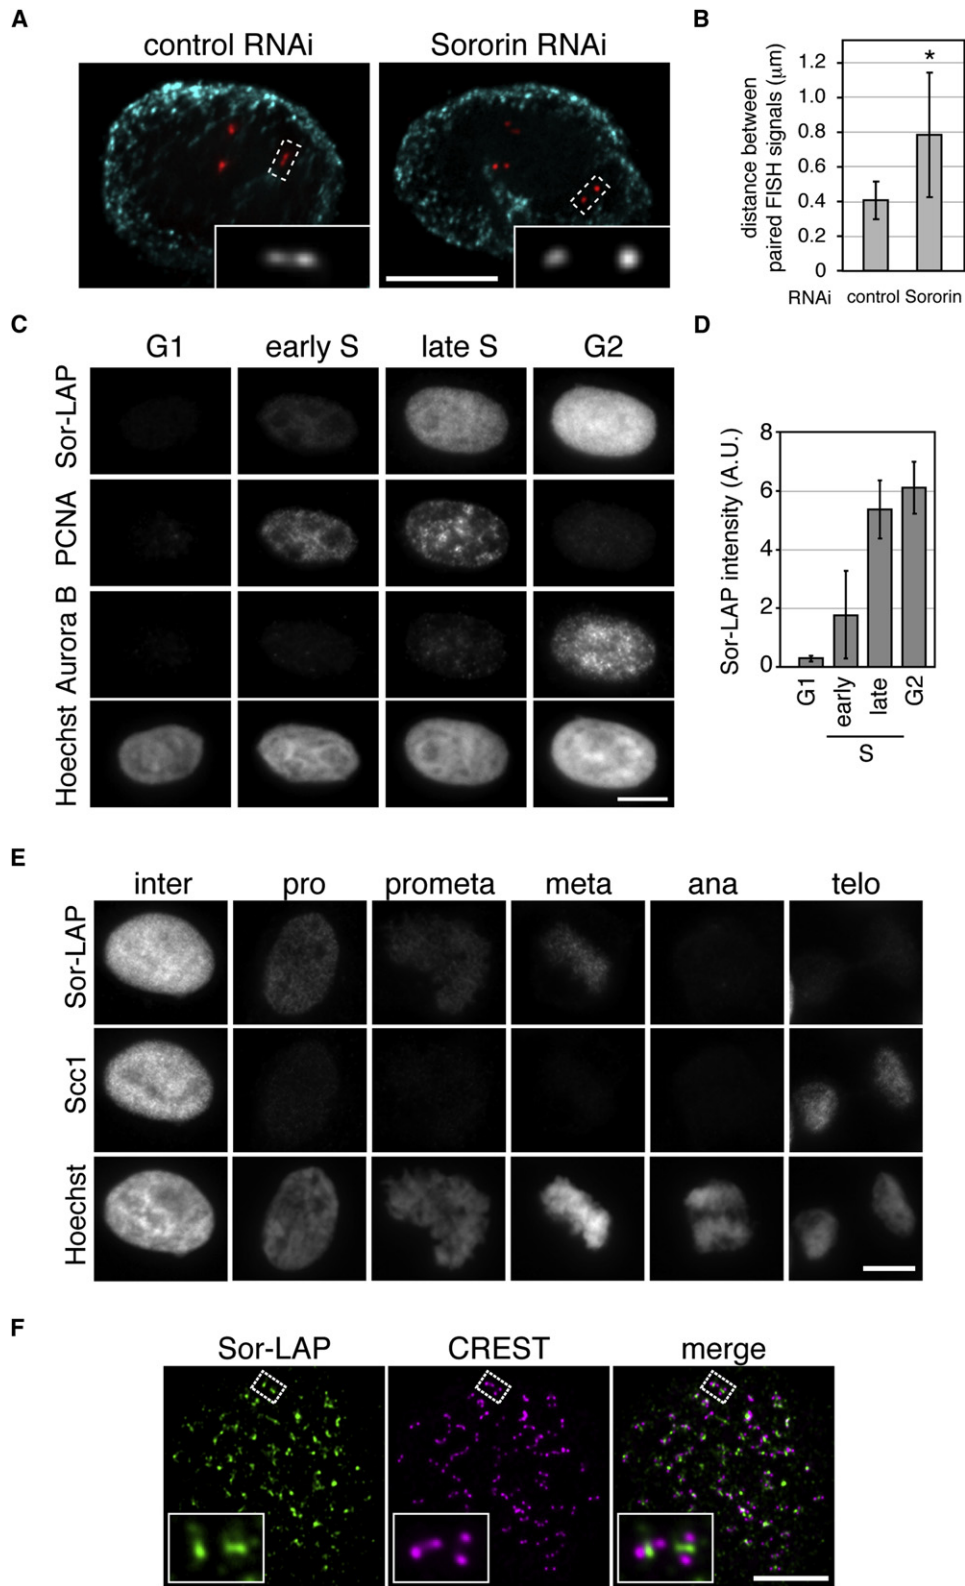 A
control RNAi
Sororin RNAi
B
distance between
paired FISH signals (μm)
1.2
1.0
0.8
0.6
0.4
0.2
0
*
RNAi control Sororin
C
G1 early S late S G2
Sor-LAP
PCNA
Aurora B
Hoechst
D
Sor-LAP intensity (A.U.)
8
6
4
2
0
G1
early
late
G2
S
E
inter pro prometa meta ana telo
Sor-LAP
Scc1
Hoechst
F
Sor-LAP CREST merge